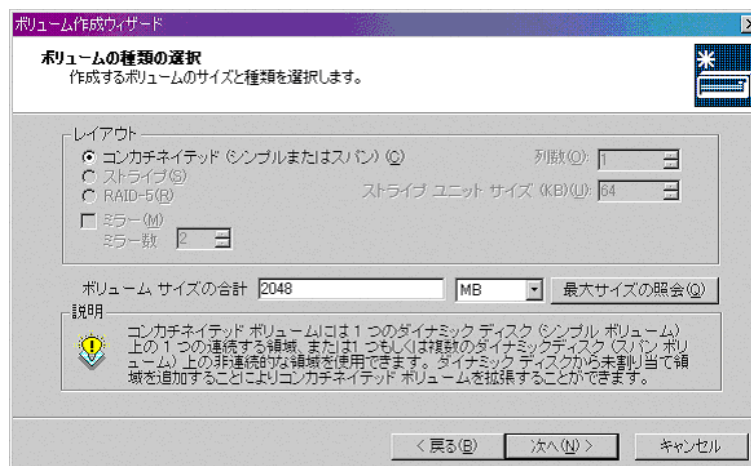 ボリューム作成ウィザード
ボリュームの種類の選択
作成するボリュームのサイズと種類を選択します。
レイアウト
コンカチネイテッド (シンプルまたはスパン) (C)
列数(O): 1
ストライプ(S)
ストライプ ユニット サイズ (KB)(U): 64
RAID-5(R)
ミラー(M)
ミラー数 2
ボリューム サイズの合計 2048 MB 最大サイズの照会(Q)
説明
コンカチネイテッド ボリュームには 1 つのダイナミック ディスク (シンプル ボリューム)
上の 1 つの連続する領域、または1 つもしくは複数のダイナミックディスク (スパン ボリ
ューム) 上の非連続的な領域を使用できます。ダイナミック ディスクから未割り当て領
域を追加することによりコンカチネイテッド ボリュームを拡張することができます。
< 戻る(B) 次へ(N) > キャンセル